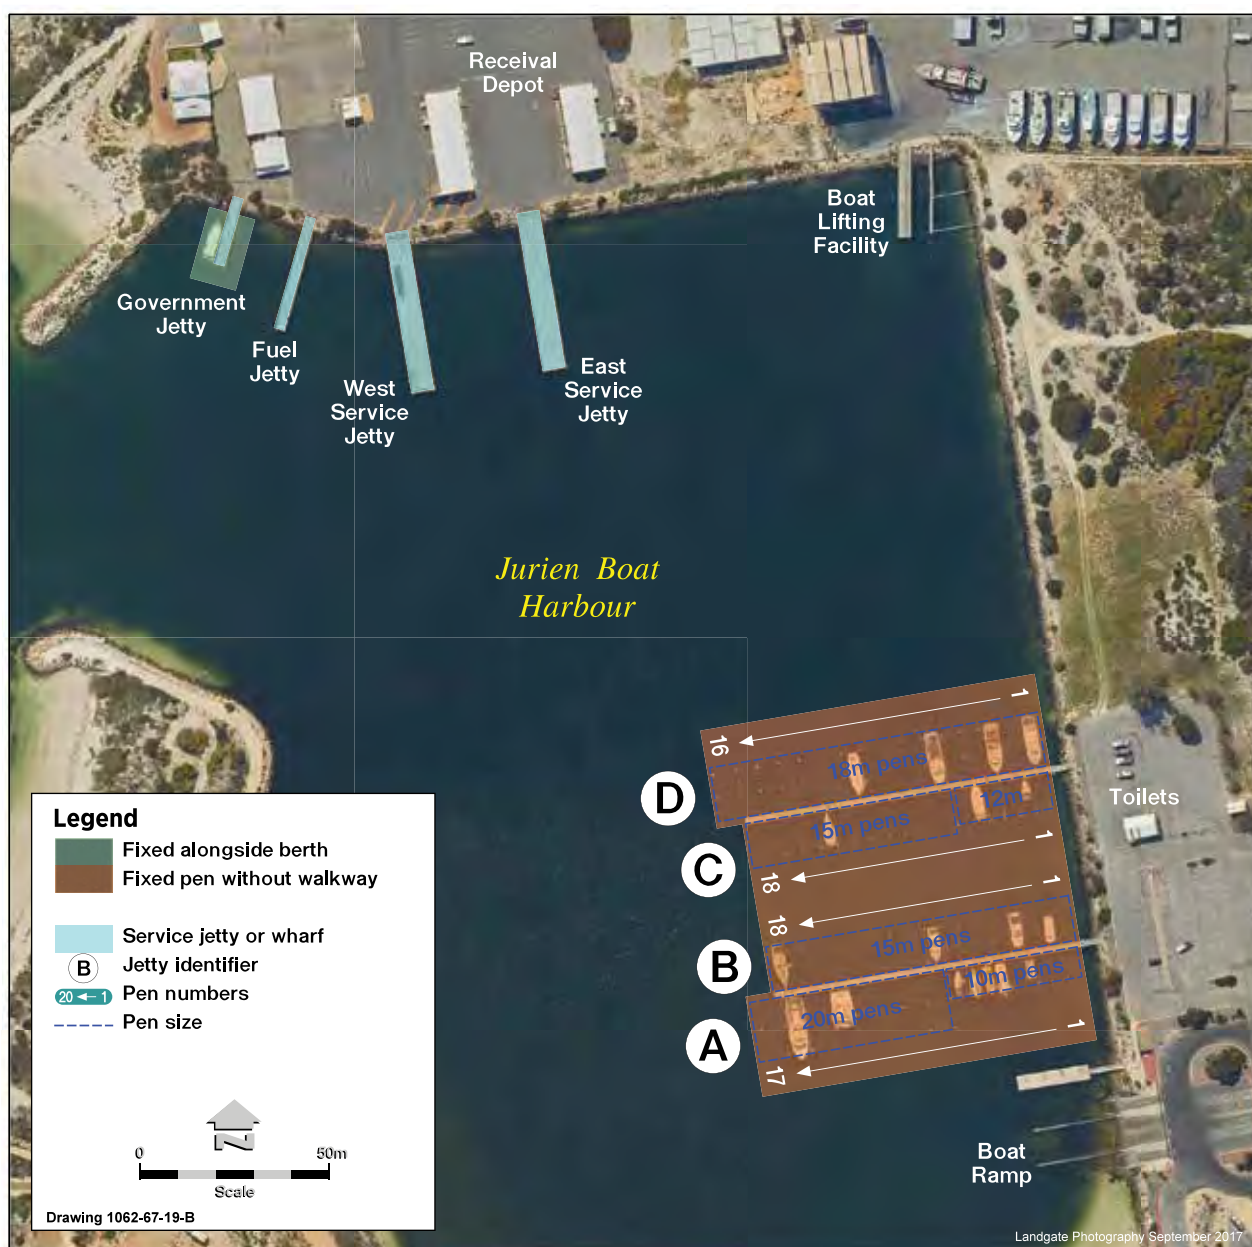 Receival
Depot
Boat
Lifting
Facility
Government
Jetty
Fuel
Jetty
West
Service
Jetty
East
Service
Jetty
Jurien Boat
Harbour
1
16
18m pens
D
12m
15m pens
Toilets
1
C
18
1
18
B
15m pens
10m pens
20m pens
A
1
17
Boat
Ramp
Legend
Fixed alongside berth
Fixed pen without walkway
Service jetty or wharf
B Jetty identifier
20 ← 1 Pen numbers
Pen size
N
0 50m
Scale
Drawing 1062-67-19-B
Landgate Photography September 2017